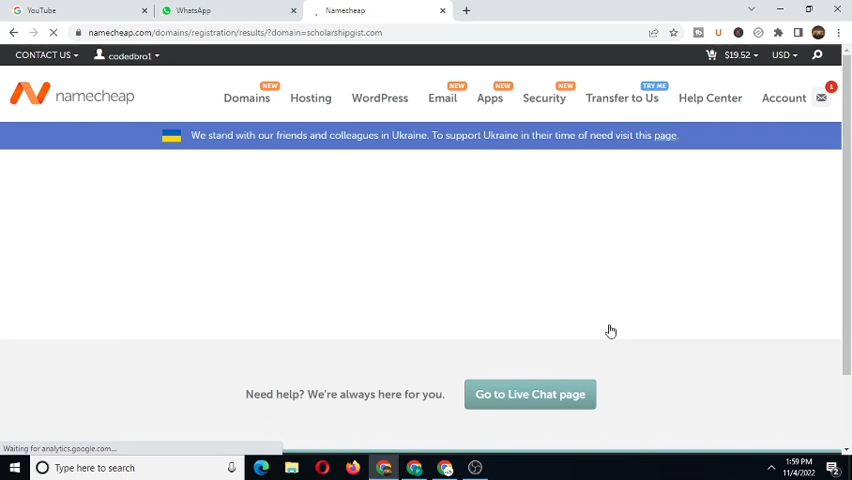 YouTube
WhatsApp
Namecheap
namecheap.com/domains/registration/results/?domain=scholarshipgist.com
CONTACT US
codedbro1
$19.52
USD
NEW
NEW
NEW
NEW
TRY ME
1
namecheap
Domains
Hosting
WordPress
Email
Apps
Security
Transfer to Us
Help Center
Account
We stand with our friends and colleagues in Ukraine. To support Ukraine in their time of need visit this page.
Need help? We're always here for you.
Go to Live Chat page
Waiting for analytics.google.com...
Type here to search
1:59 PM
11/4/2022
2